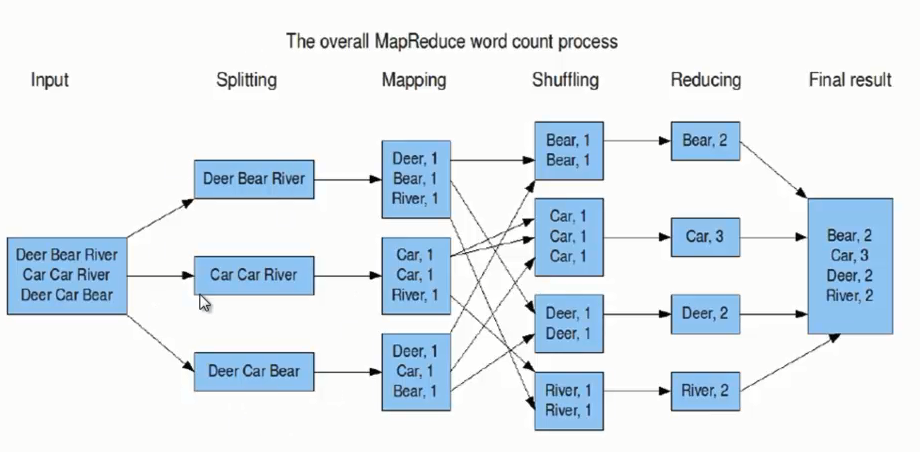 The overall MapReduce word count process
Input
Splitting
Mapping
Shuffling
Reducing
Final result
Deer Bear River
Car Car River
Deer Car Bear
Deer Bear River
Car Car River
Deer Car Bear
Deer, 1
Bear, 1
River, 1
Car, 1
Car, 1
River, 1
Deer, 1
Car, 1
Bear, 1
Bear, 1
Bear, 1
Car, 1
Car, 1
Car, 1
Deer, 1
Deer, 1
River, 1
River, 1
Bear, 2
Car, 3
Deer, 2
River, 2
Bear, 2
Car, 3
Deer, 2
River, 2